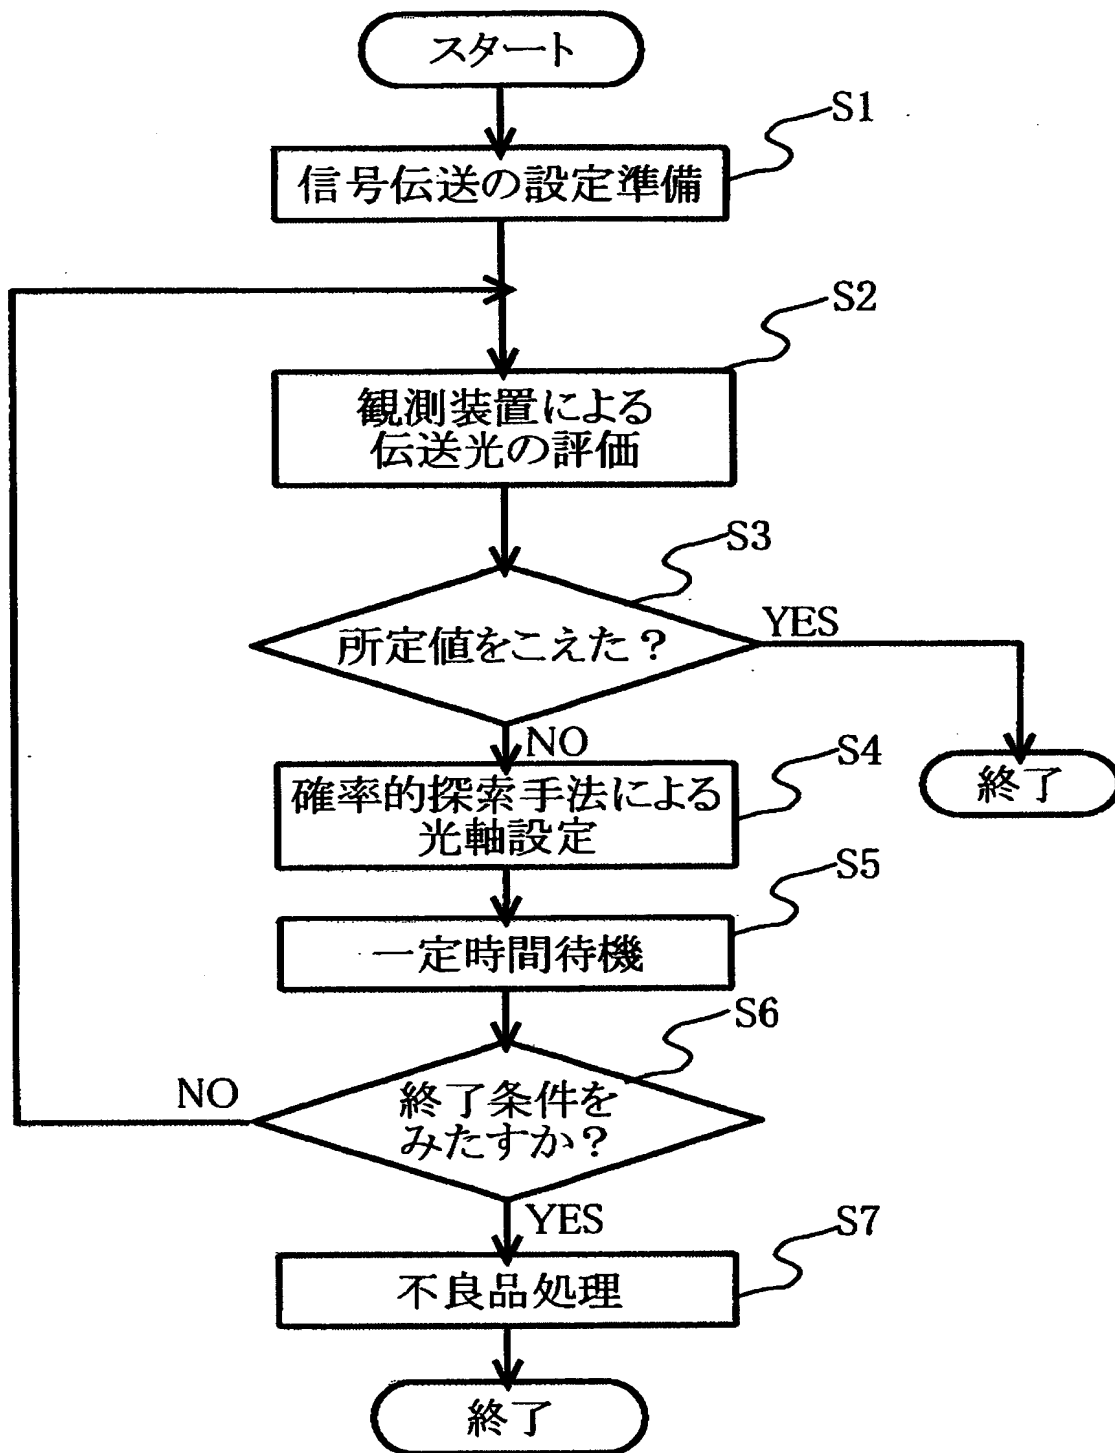 スタート
S1
信号伝送の設定準備
S2
観測装置による
伝送光の評価
S3
所定値をこえた？
YES
NO
終了
S4
確率的探索手法による
光軸設定
S5
一定時間待機
S6
終了条件を
みたすか？
NO
YES
S7
不良品処理
終了